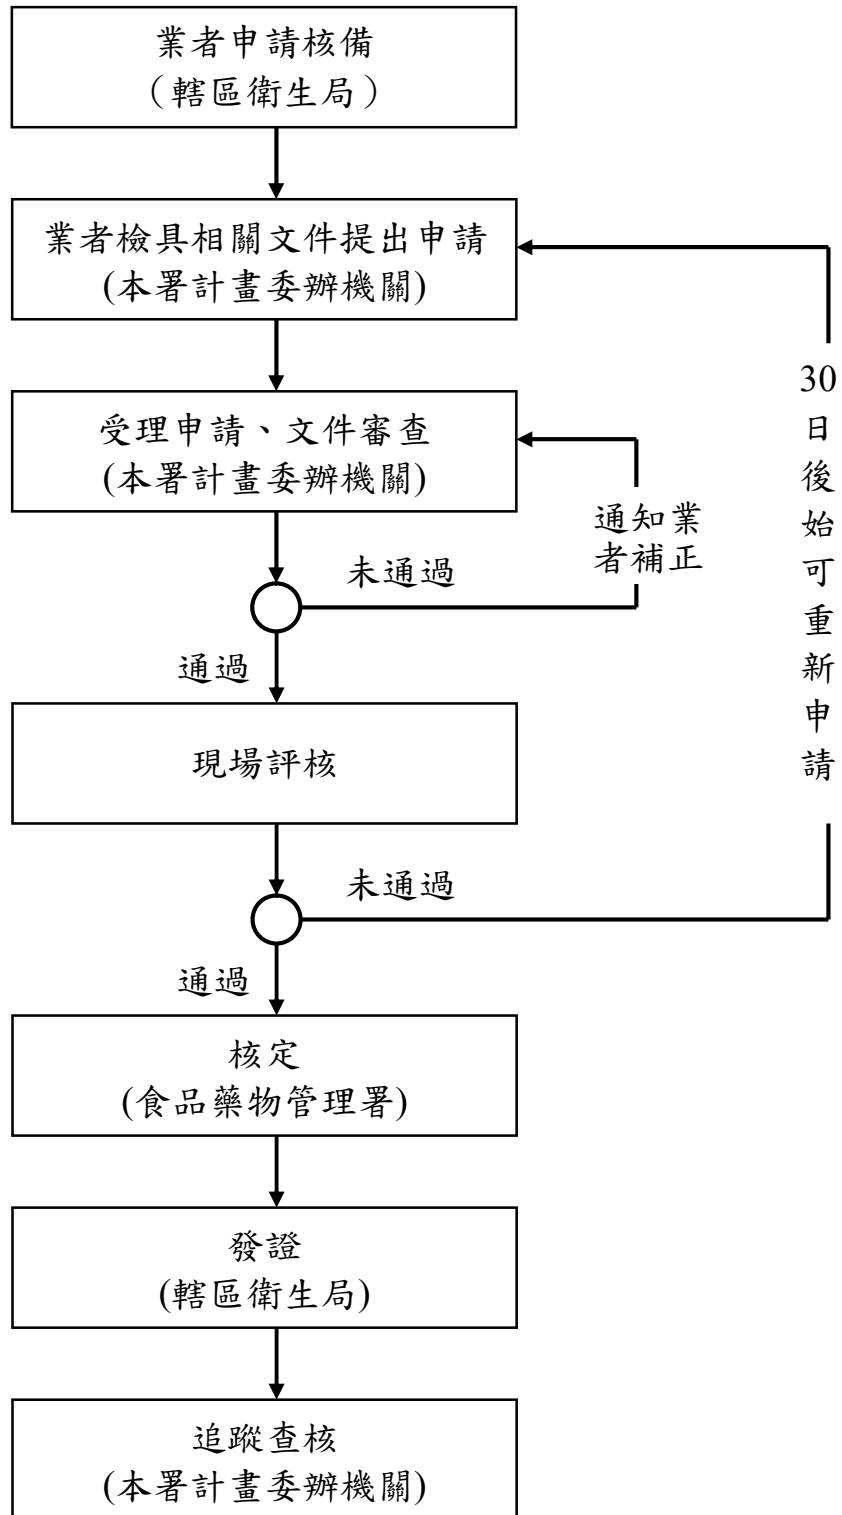 業者申請核備
（轄區衛生局）
業者檢具相關文件提出申請
(本署計畫委辦機關)
受理申請、文件審查
(本署計畫委辦機關)
未通過
通知業
者補正
通過
現場評核
30
日
後
始
可
重
新
申
請
未通過
通過
核定
(食品藥物管理署)
發證
(轄區衛生局)
追蹤查核
(本署計畫委辦機關)